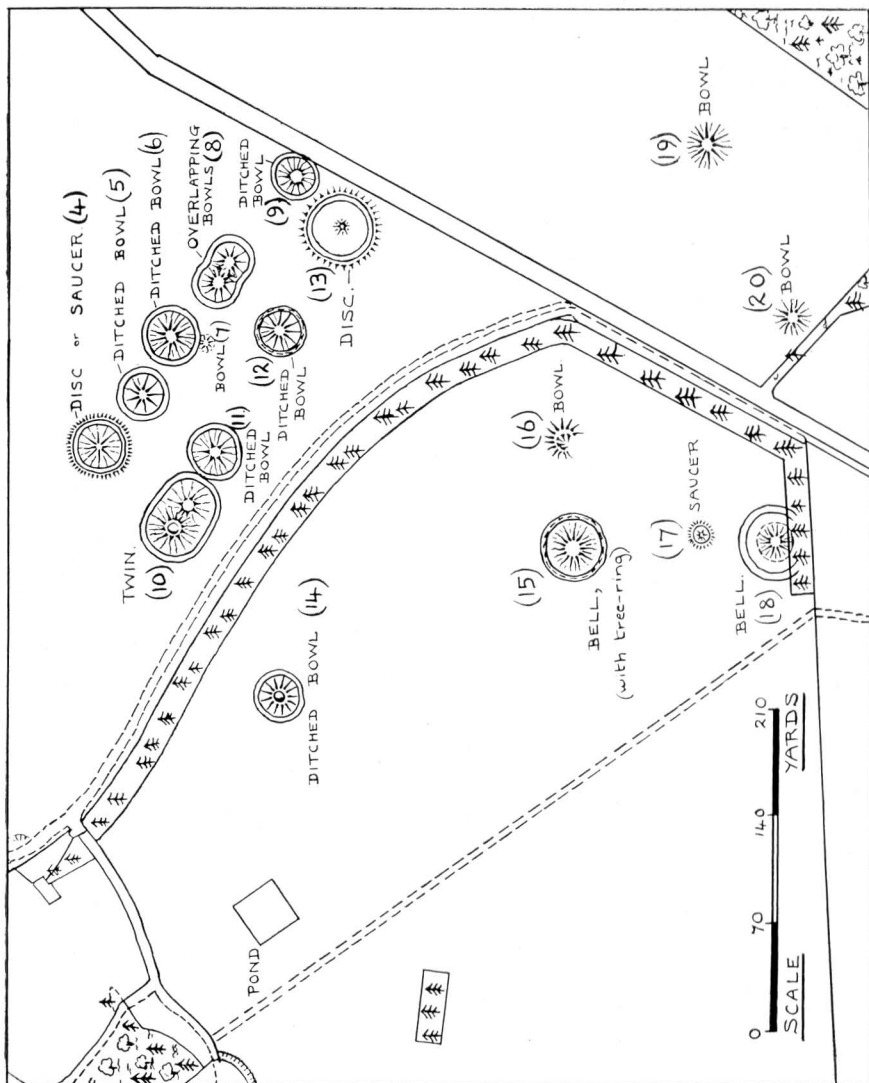 DISC or SAUCER. (4)
DITCHED BOWL (5)
DITCHED BOWL (6)
BOWL (7)
OVERLAPPING
BOWLS (8)
DITCHED
BOWL
(9)
TWIN.
(10)
(11)
DITCHED
BOWL
(12)
DITCHED
BOWL
(13)
DISC.
DITCHED BOWL (14)
(15)
BELL,
(with tree-ring)
(16)
BOWL.
(17)
SAUCER
BELL.
(18)
(19)
BOWL
(20)
BOWL
POND
0 70 140 210
SCALE YARDS